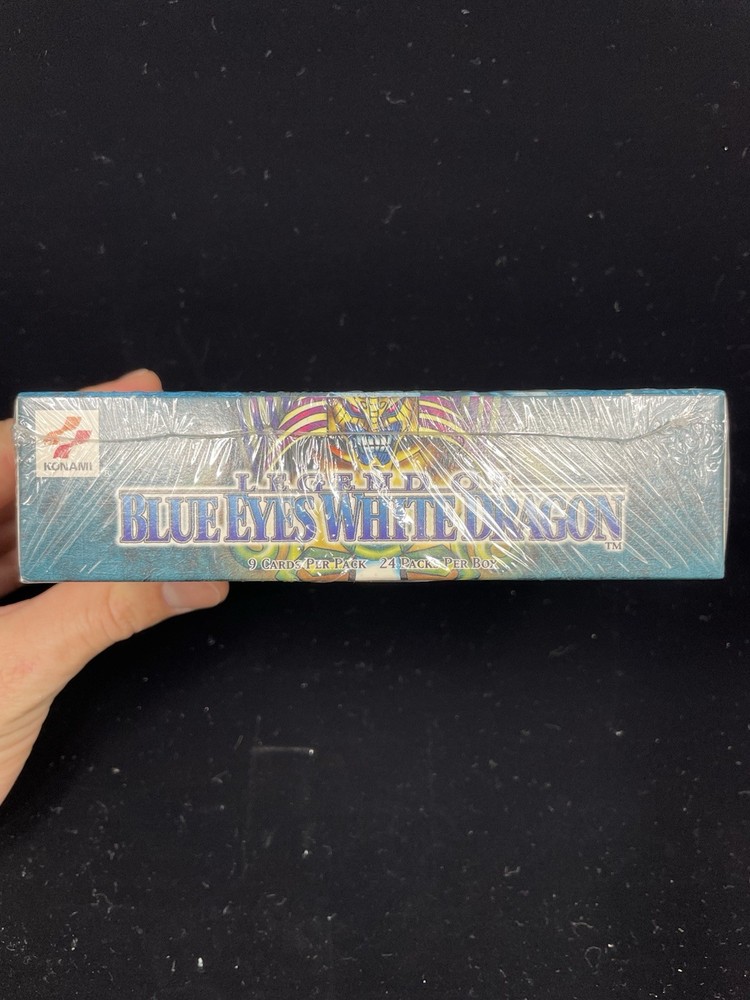 KONAMI
LEGEND OF
BLUE EYES WHITE DRAGON
TM
9 CARDS PER PACK 24 PACKS PER BOX